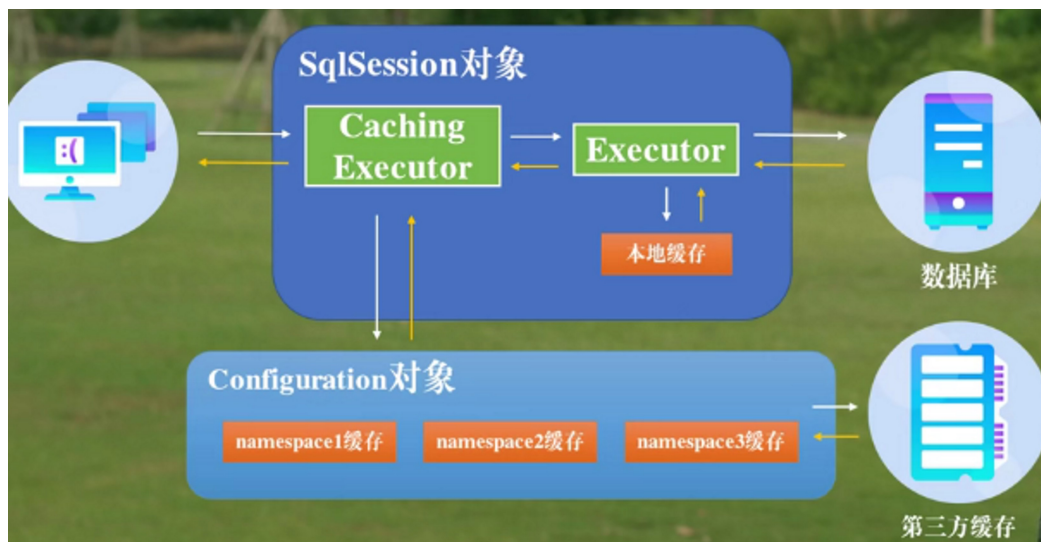 SqlSession对象
Caching
Executor
Executor
本地缓存
数据库
Configuration对象
namespace1缓存
namespace2缓存
namespace3缓存
第三方缓存
:(